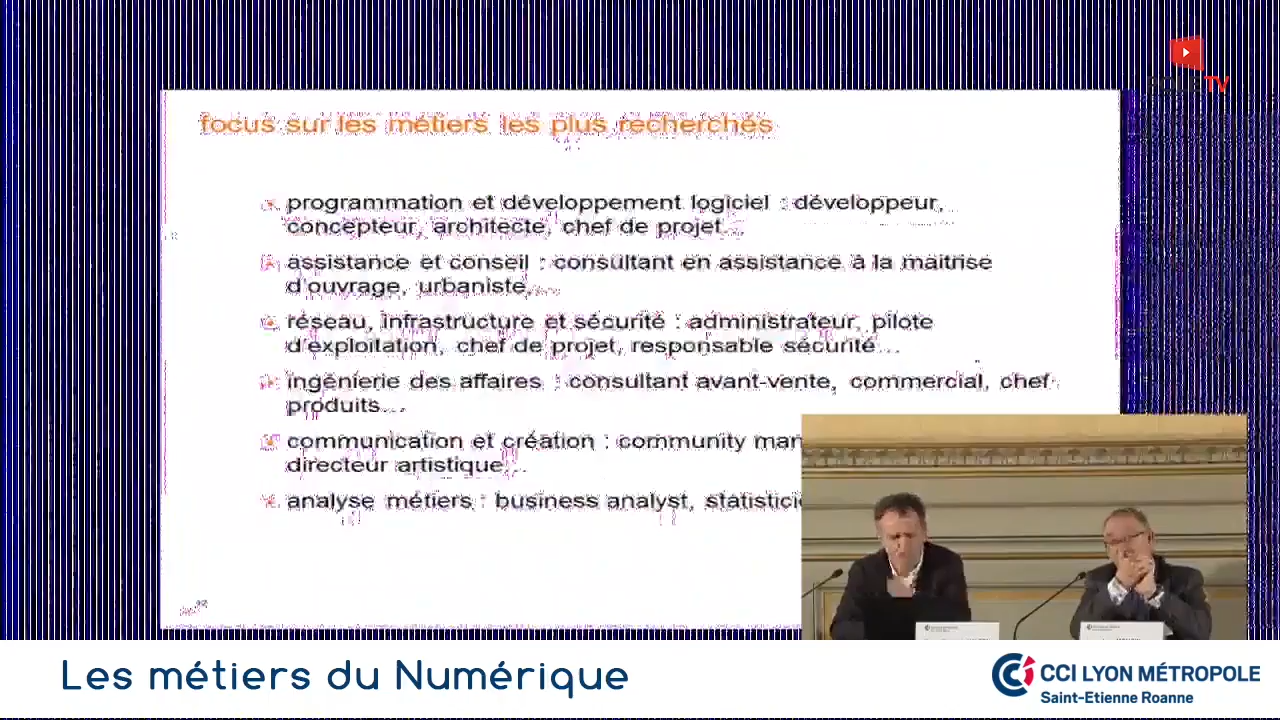 TV
focus sur les métiers les plus recherchés
programmation et développement logiciel : développeur,
concepteur, architecte, chef de projet...
assistance et conseil : consultant en assistance à la maitrise
d'ouvrage, urbaniste,...
réseau, infrastructure et sécurité : administrateur, pilote
d'exploitation, chef de projet, responsable sécurité...
ingénierie des affaires : consultant avant-vente, commercial, chef
produits...
communication et création : community man
directeur artistique...
analyse métiers : business analyst, statistici
Les métiers du Numérique
CCI LYON MÉTROPOLE
Saint-Etienne Roanne